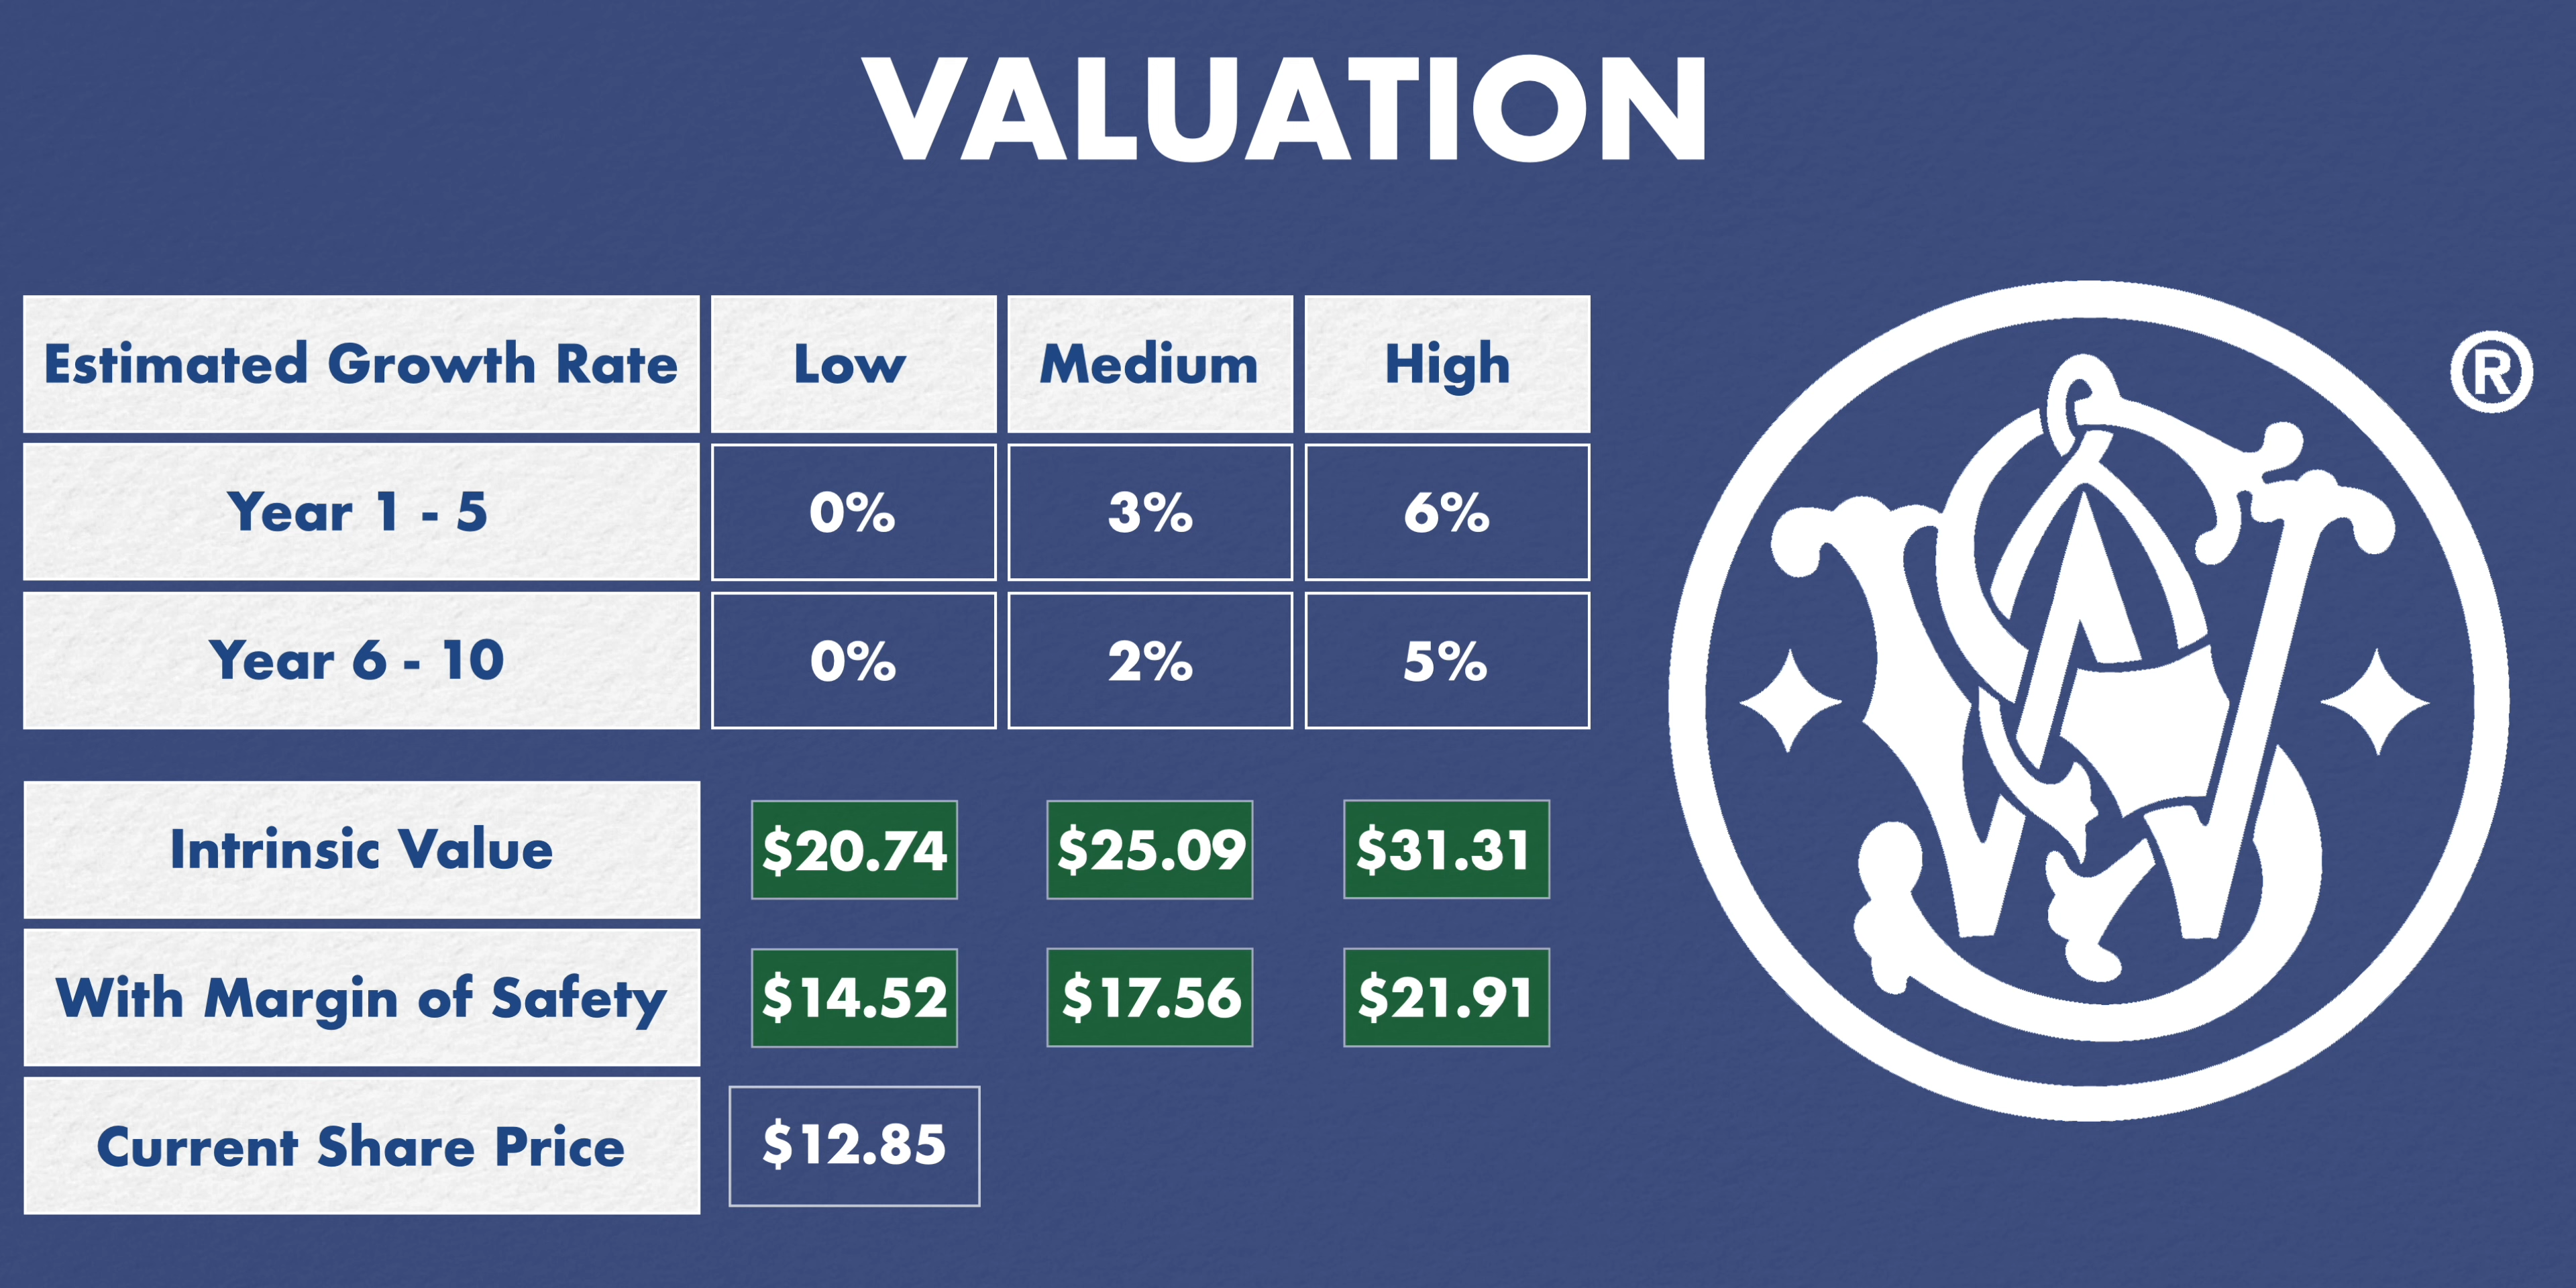 VALUATION
Estimated Growth Rate Low Medium High
Year 1 - 5 0% 3% 6%
Year 6 - 10 0% 2% 5%
Intrinsic Value $20.74 $25.09 $31.31
With Margin of Safety $14.52 $17.56 $21.91
Current Share Price $12.85
®